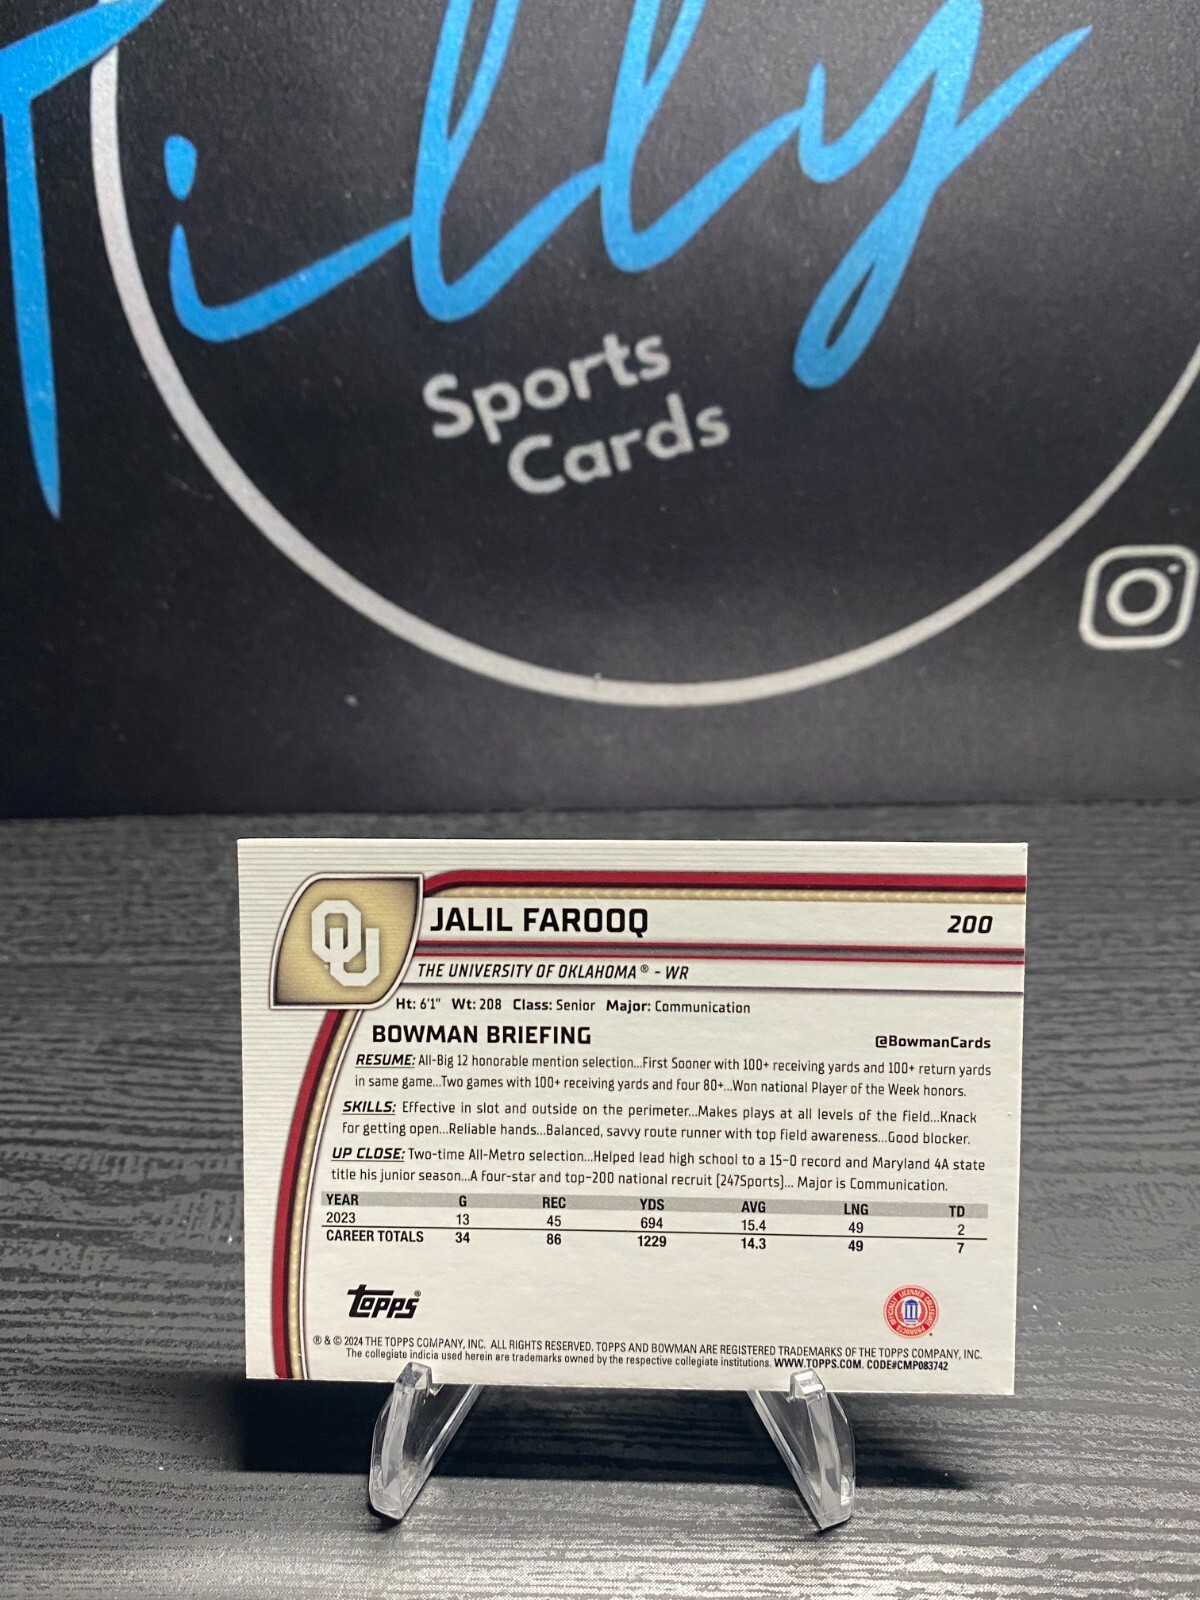 Tilly
Sports
Cards
OU
JALIL FAROOQ 200
THE UNIVERSITY OF OKLAHOMA® - WR
Ht: 6'1" Wt: 208 Class: Senior Major: Communication
BOWMAN BRIEFING @BowmanCards
RESUME: All-Big 12 honorable mention selection...First Sooner with 100+ receiving yards and 100+ return yards
in same game...Two games with 100+ receiving yards and four 80+...Won national Player of the Week honors.
SKILLS: Effective in slot and outside on the perimeter...Makes plays at all levels of the field...Knack
for getting open...Reliable hands...Balanced, savvy route runner with top field awareness...Good blocker.
UP CLOSE: Two-time All-Metro selection...Helped lead high school to a 15-0 record and Maryland 4A state
title his junior season...A four-star and top-200 national recruit (247Sports)... Major is Communication.
YEAR G REC YDS AVG LNG TD
2023 13 45 694 15.4 49 2
CAREER TOTALS 34 86 1229 14.3 49 7
Topps®
OFFICIALLY LICENSED COLLEGIATE PRODUCTS
® & © 2024 THE TOPPS COMPANY, INC. ALL RIGHTS RESERVED. TOPPS AND BOWMAN ARE REGISTERED TRADEMARKS OF THE TOPPS COMPANY, INC.
The collegiate indicia used herein are trademarks owned by the respective collegiate institutions. WWW.TOPPS.COM. CODE#CMP083742